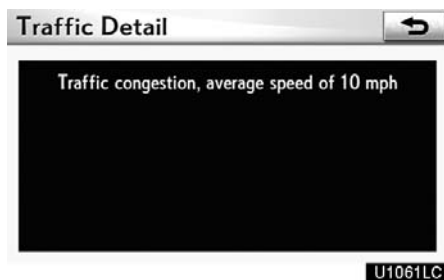 Traffic Detail
Traffic congestion, average speed of 10 mph
U1061LC